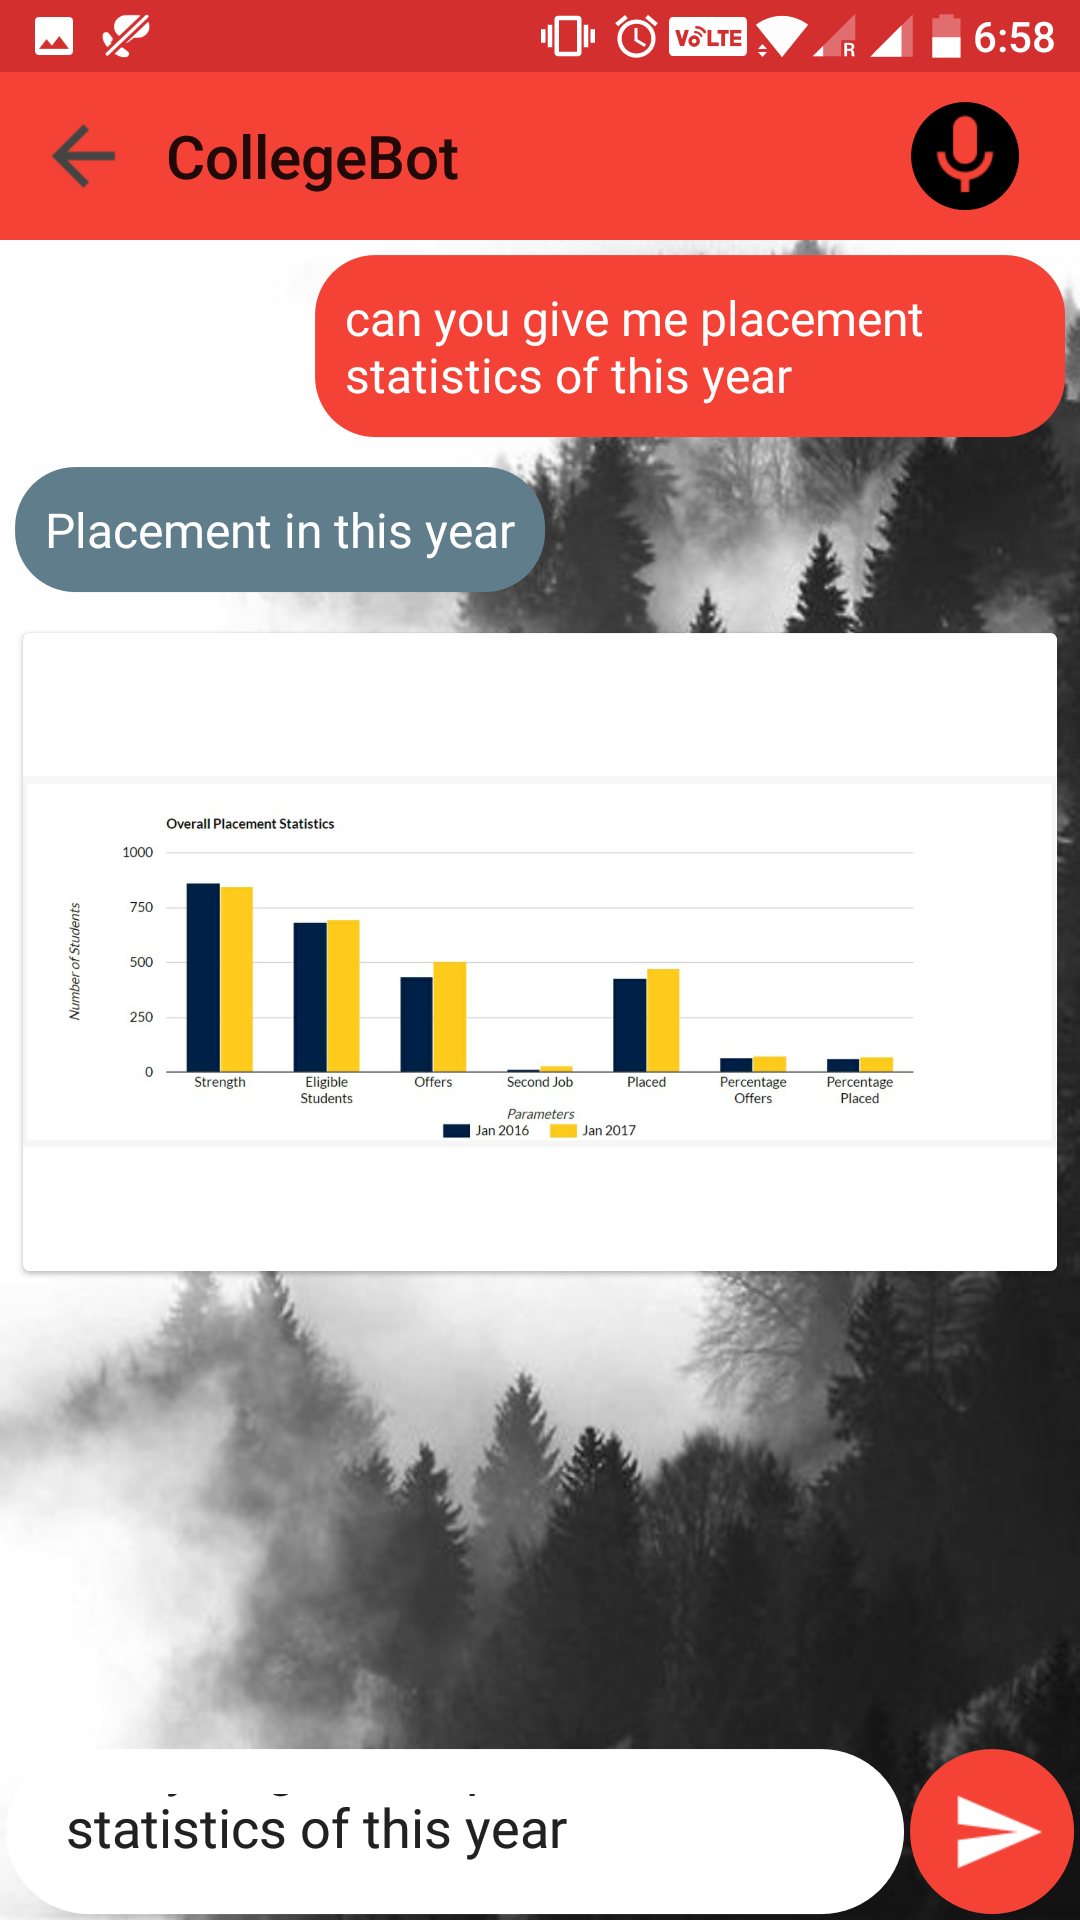 VoLTE R 6:58
CollegeBot
can you give me placement
statistics of this year
Placement in this year
Overall Placement Statistics
1000
750
500
250
0
Number of Students
Strength Eligible Offers Second Job Placed Percentage Percentage
Students Offers Placed
Parameters
Jan 2016 Jan 2017
statistics of this year